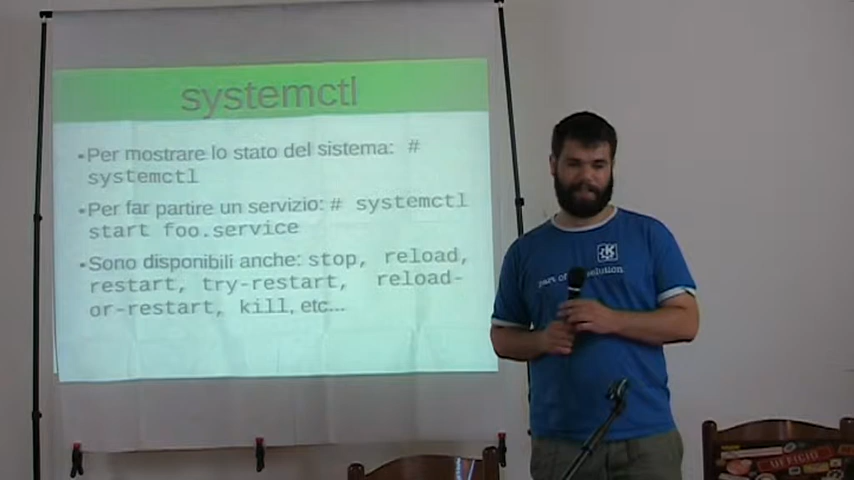 systemctl
•Per mostrare lo stato del sistema: #
systemctl
•Per far partire un servizio: # systemctl
start foo.service
•Sono disponibili anche: stop, reload,
restart, try-restart, reload-
or-restart, kill, etc...
K
part of the solution
UFFICIO